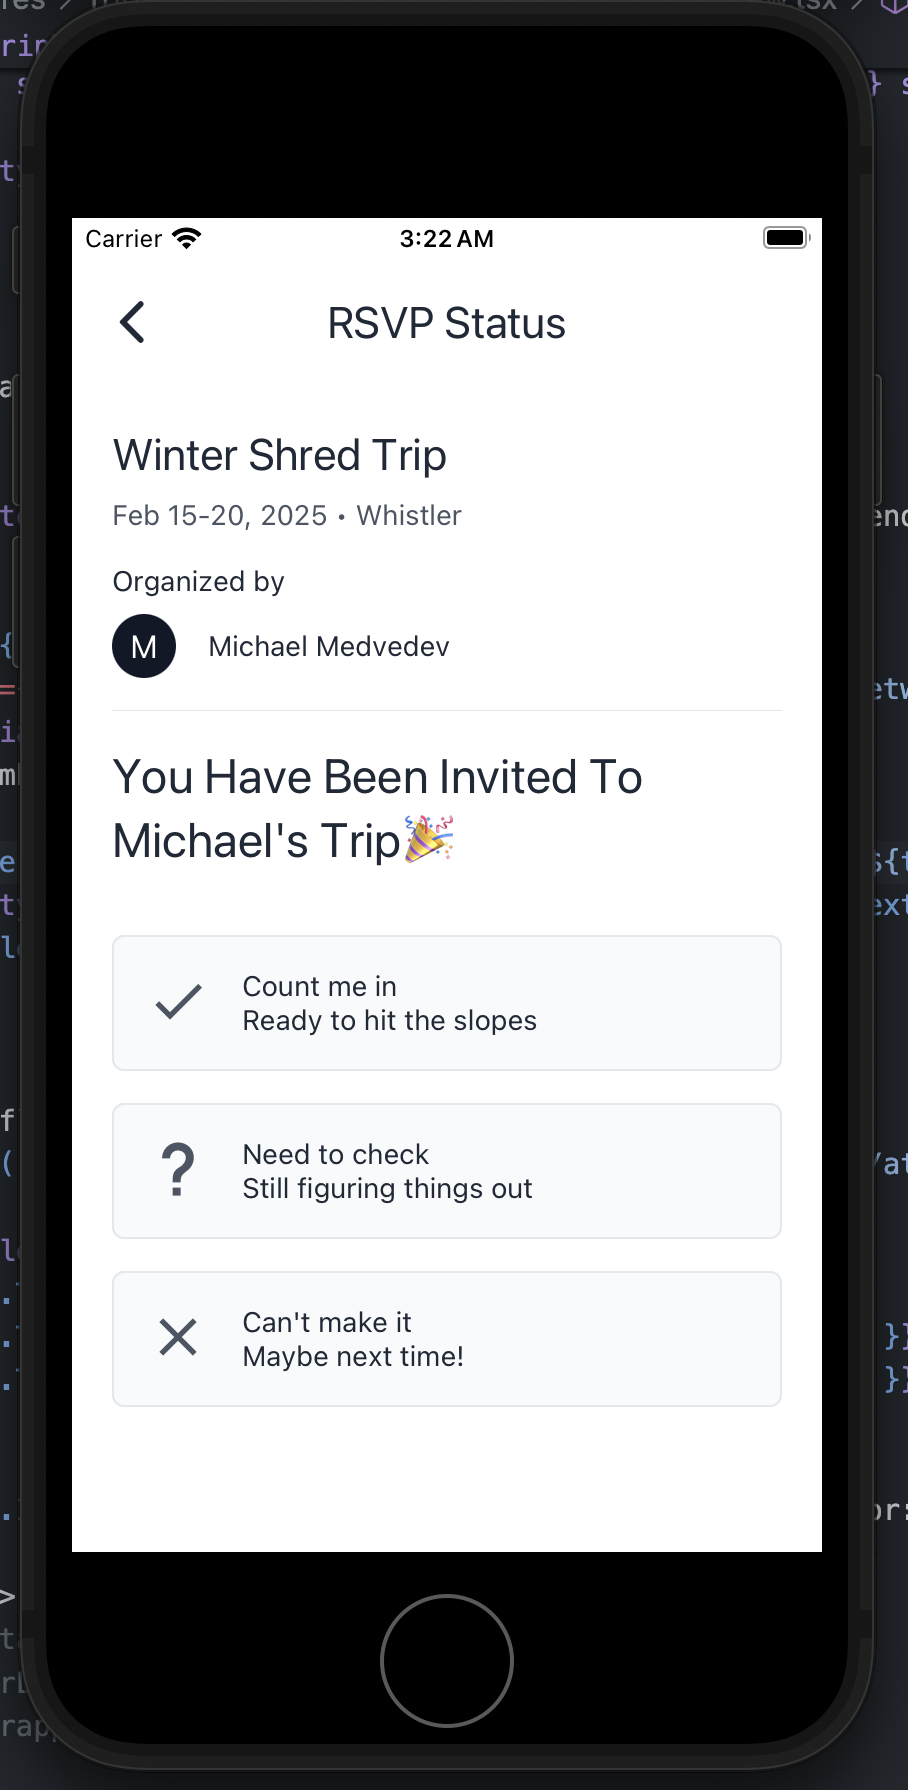 Carrier 3:22 AM
RSVP Status
Winter Shred Trip
Feb 15-20, 2025 • Whistler
Organized by
M Michael Medvedev
You Have Been Invited To
Michael's Trip🎉
Count me in
Ready to hit the slopes
? Need to check
Still figuring things out
Can't make it
Maybe next time!